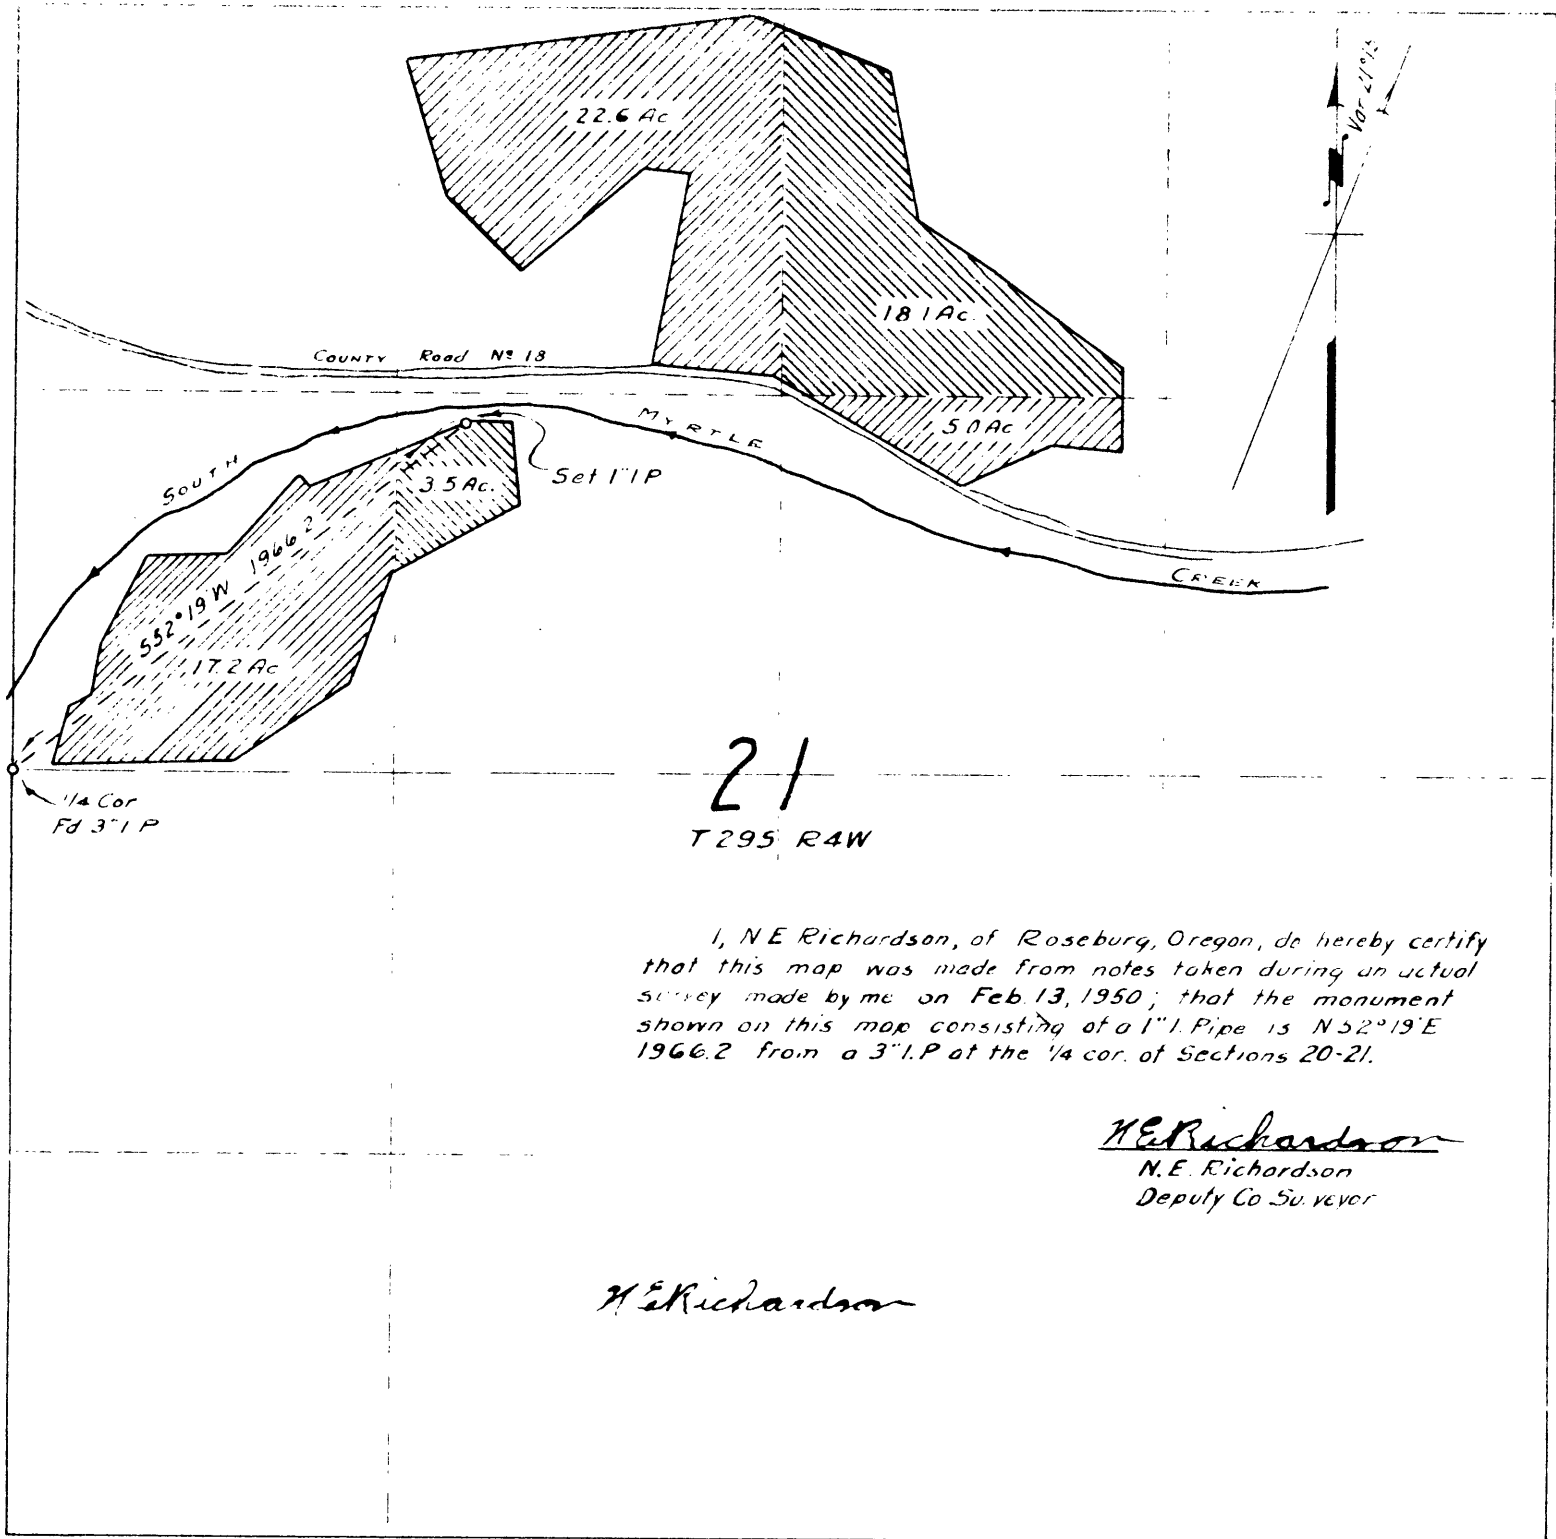 22.6 Ac
Var 21°15'
18 1 Ac.
COUNTY Road Nº 18
5 0 Ac
SOUTH MYRTLE CREEK
3.5 Ac.
Set 1" I P
S52°19'W 1966.2
17.2 Ac
1/4 Cor
Fd 3" I P
21
T 29S R4W
I, N E Richardson, of Roseburg, Oregon, do hereby certify
that this map was made from notes taken during an actual
survey made by me on Feb. 13, 1950; that the monument
shown on this map consisting of a 1" I. Pipe is N 52°19'E
1966.2 from a 3" I.P at the 1/4 cor. of Sections 20-21.
N E Richardson
N. E. Richardson
Deputy Co Surveyor
N E Richardson